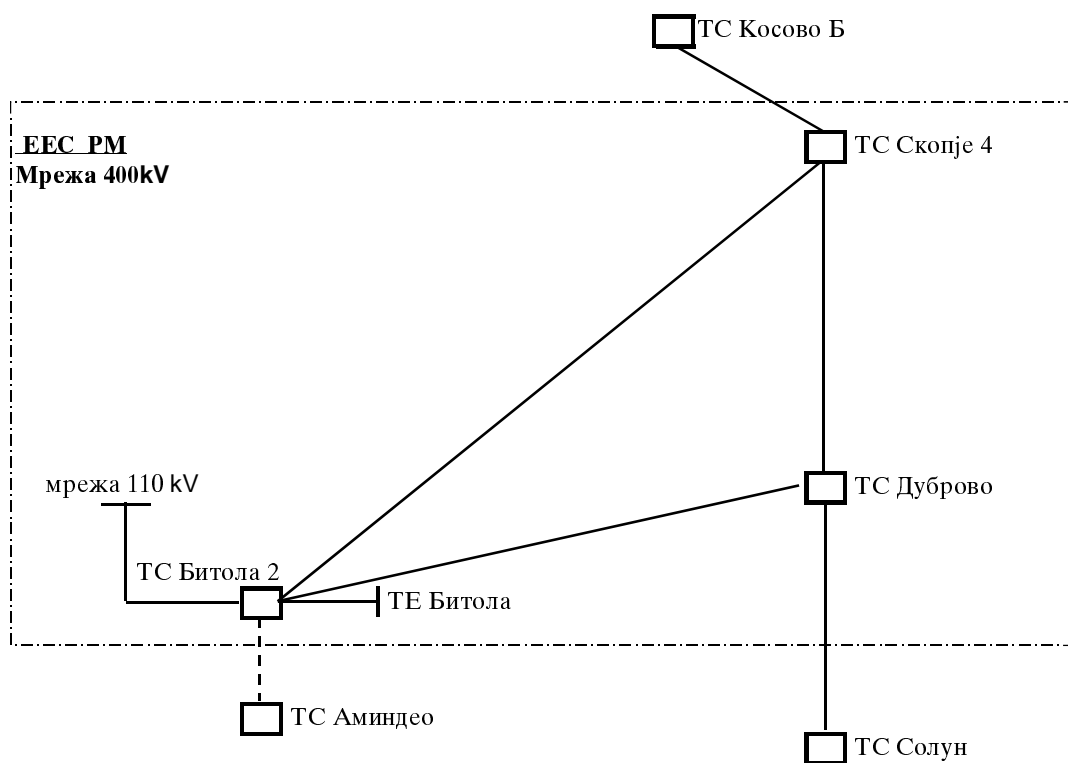 ТС Косово Б
ЕЕС РМ
Мрежа 400kV
ТС Скопје 4
мрежа 110 kV
ТС Дуброво
ТС Битола 2
ТЕ Битола
ТС Аминдео
ТС Солун